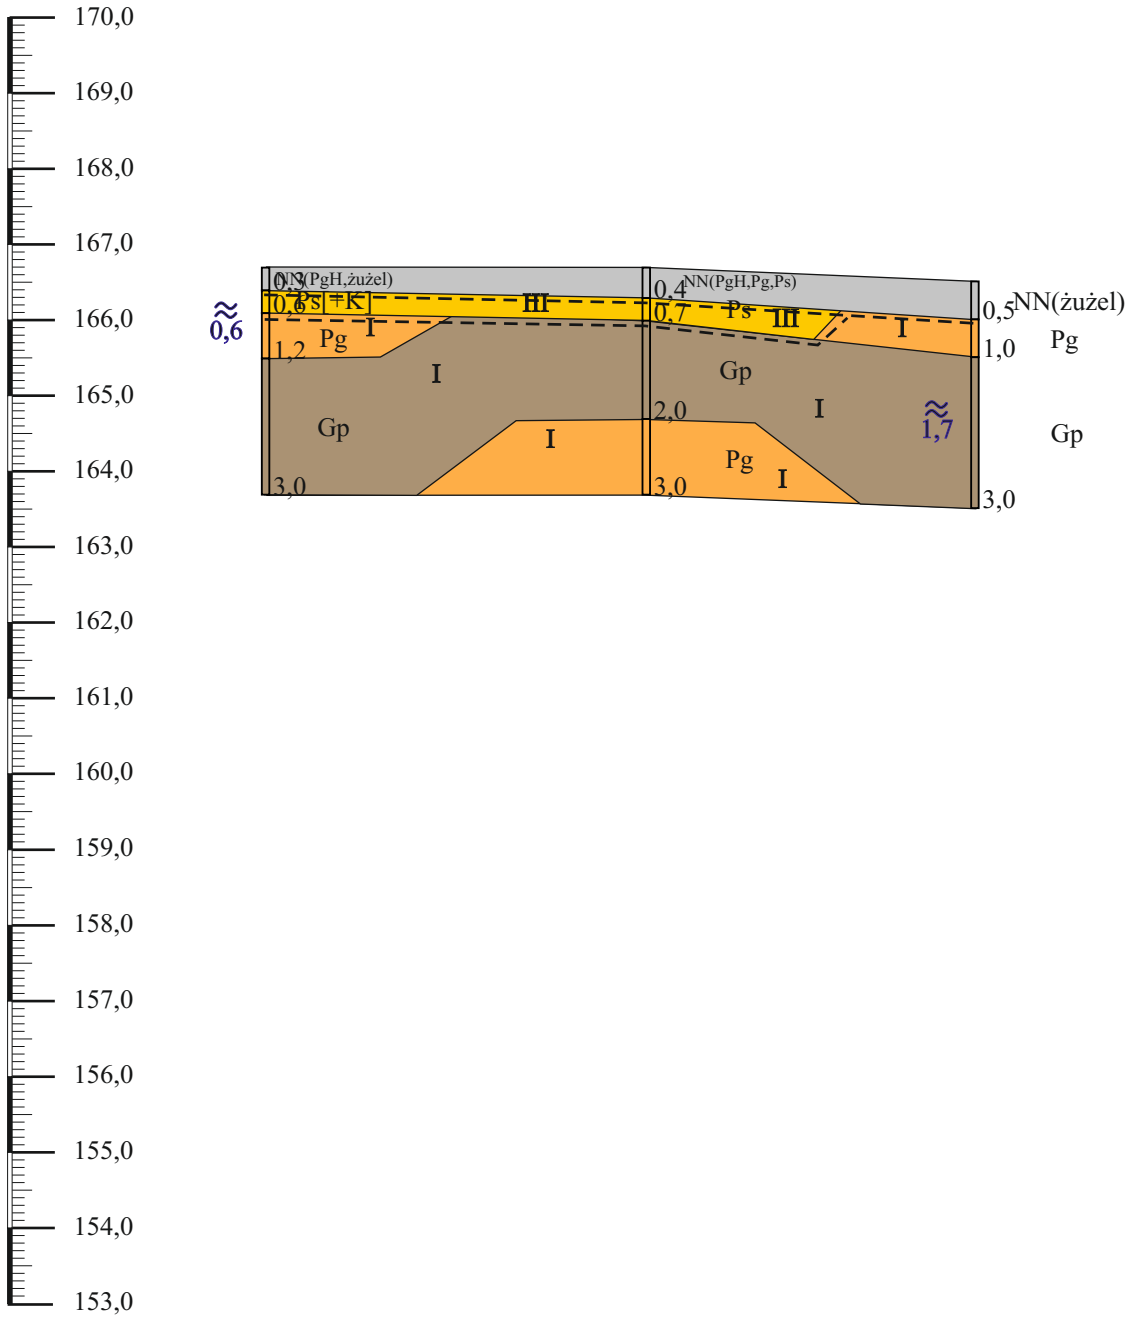 170,0
169,0
168,0
167,0
166,0
165,0
164,0
163,0
162,0
161,0
160,0
159,0
158,0
157,0
156,0
155,0
154,0
153,0
0,3
NN(PgH,żużel)
0,6
Ps[+K]
III
0,6
I
Pg
1,2
I
Gp
I
3,0
NN(PgH,Pg,Ps)
0,4
0,7
Ps
III
I
Gp
I
2,0
Pg
I
3,0
0,5
NN(żużel)
1,0
Pg
1,7
Gp
3,0